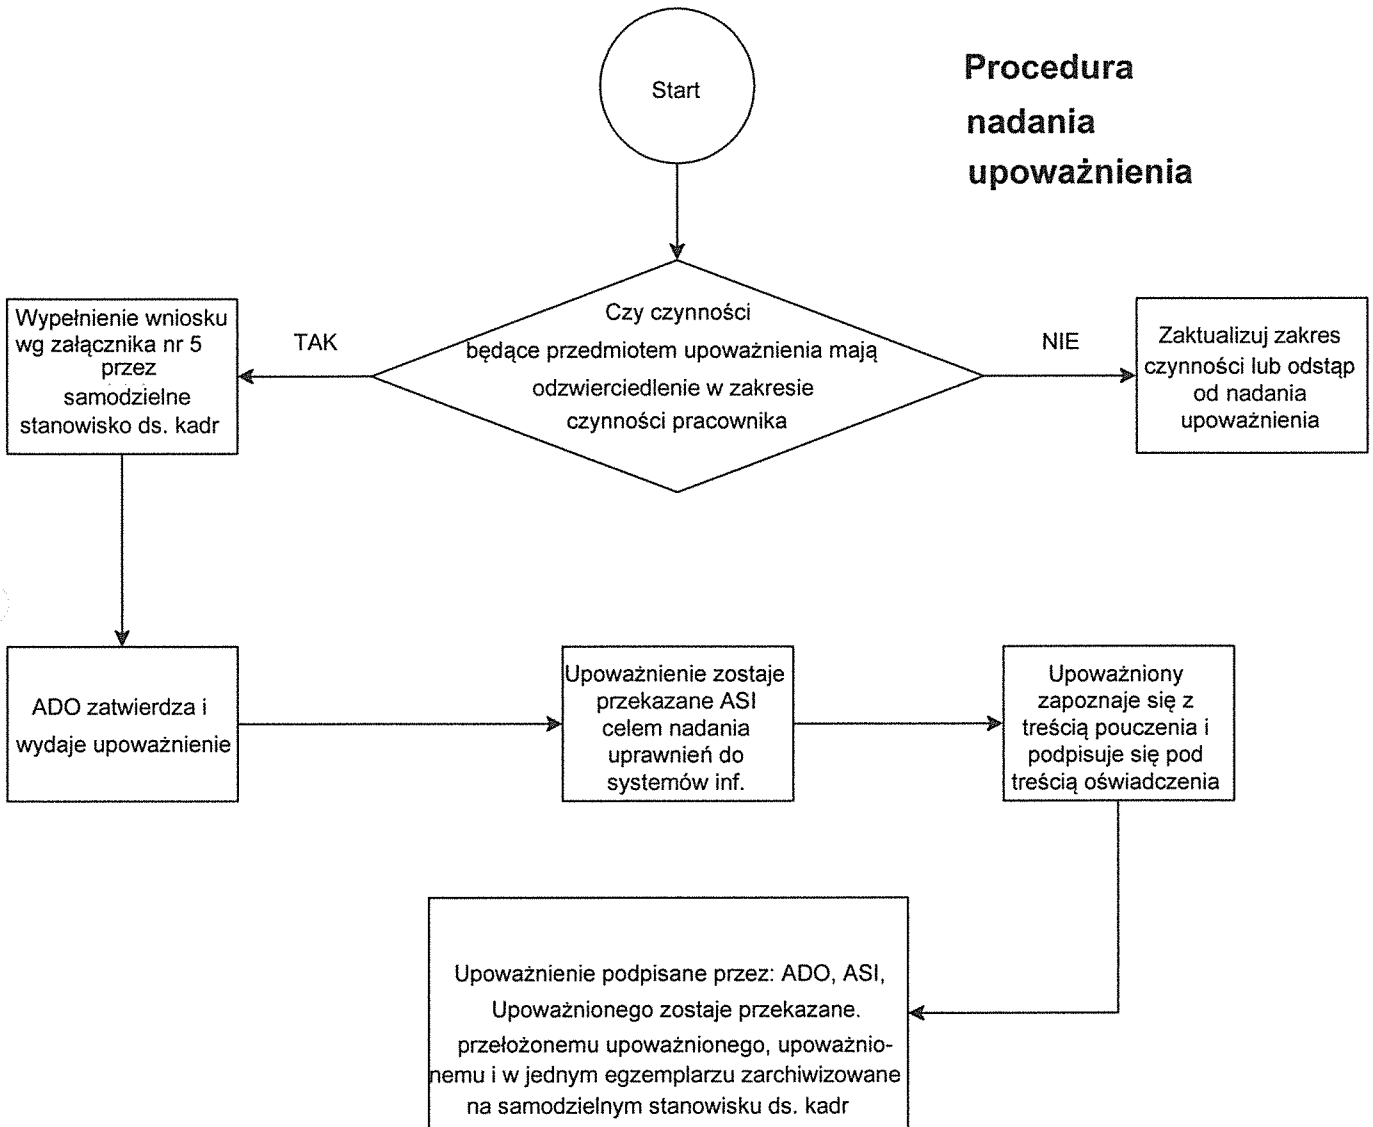 Start
Procedura
nadania
upoważnienia
Czy czynności
będące przedmiotem upoważnienia mają
odzwierciedlenie w zakresie
czynności pracownika
TAK
NIE
Wypełnienie wniosku
wg załącznika nr 5
przez
samodzielne
stanowisko ds. kadr
Zaktualizuj zakres
czynności lub odstąp
od nadania
upoważnienia
ADO zatwierdza i
wydaje upoważnienie
Upoważnienie zostaje
przekazane ASI
celem nadania
uprawnień do
systemów inf.
Upoważniony
zapoznaje się z
treścią pouczenia i
podpisuje się pod
treścią oświadczenia
Upoważnienie podpisane przez: ADO, ASI,
Upoważnionego zostaje przekazane.
przełożonemu upoważnionego, upoważnio-
nemu i w jednym egzemplarzu zarchiwizowane
na samodzielnym stanowisku ds. kadr